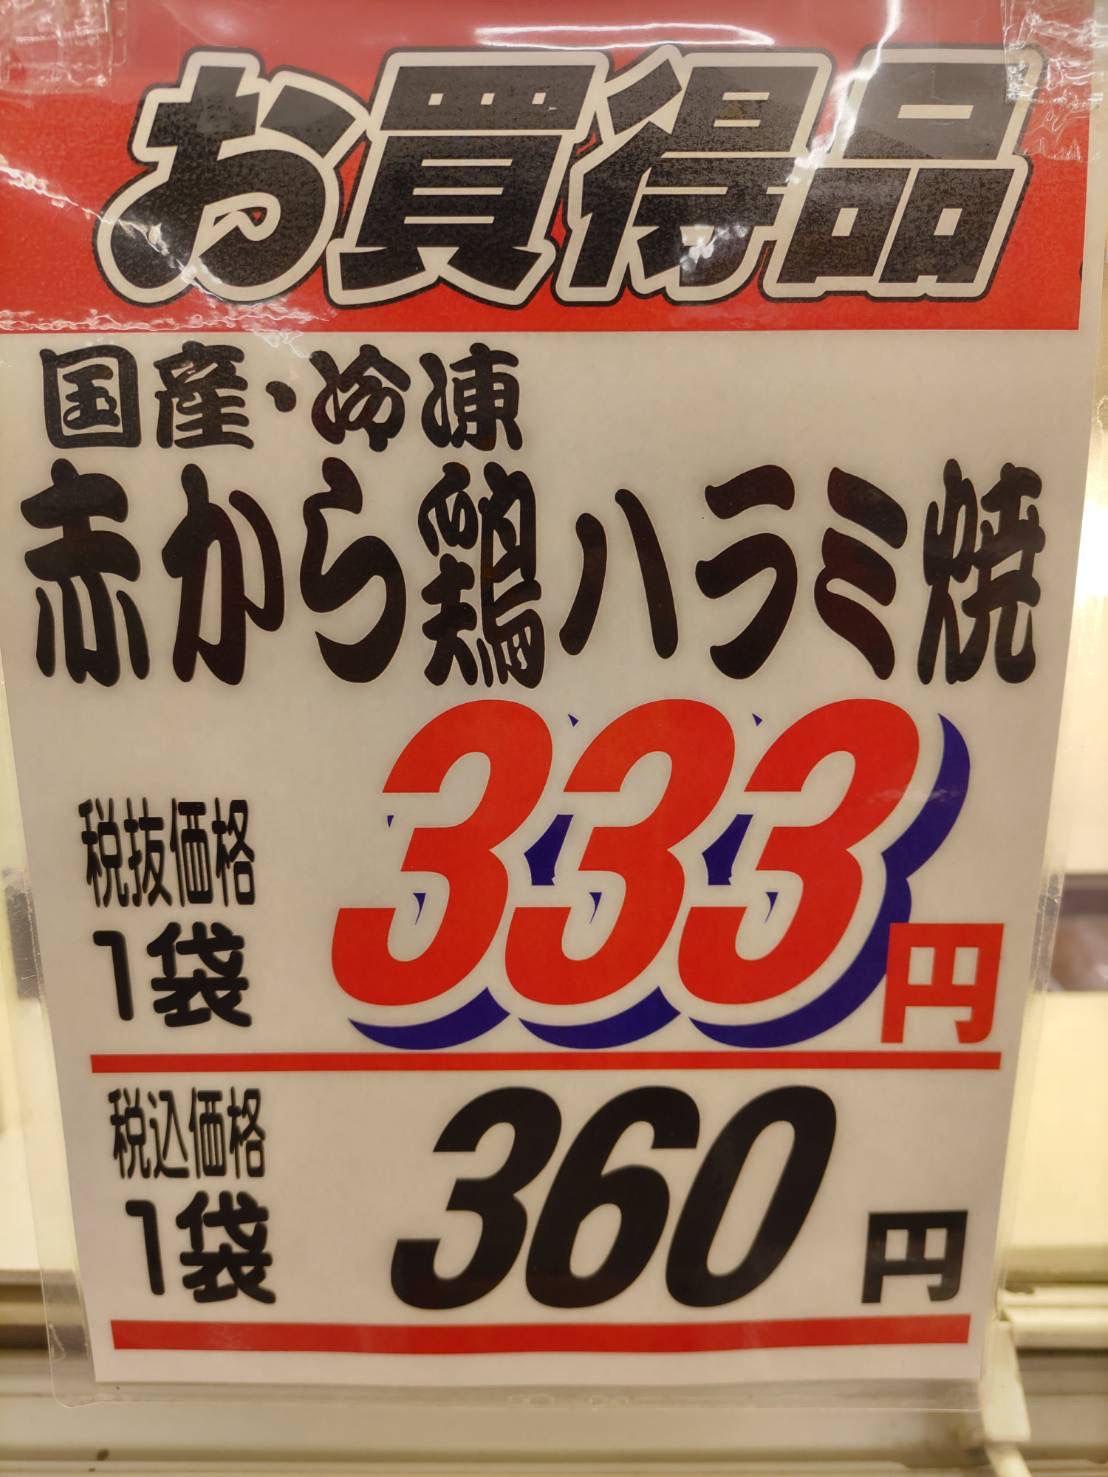 お買得品
国産・冷凍
赤から鶏ハラミ焼
税抜価格
1袋
333円
税込価格
1袋
360円